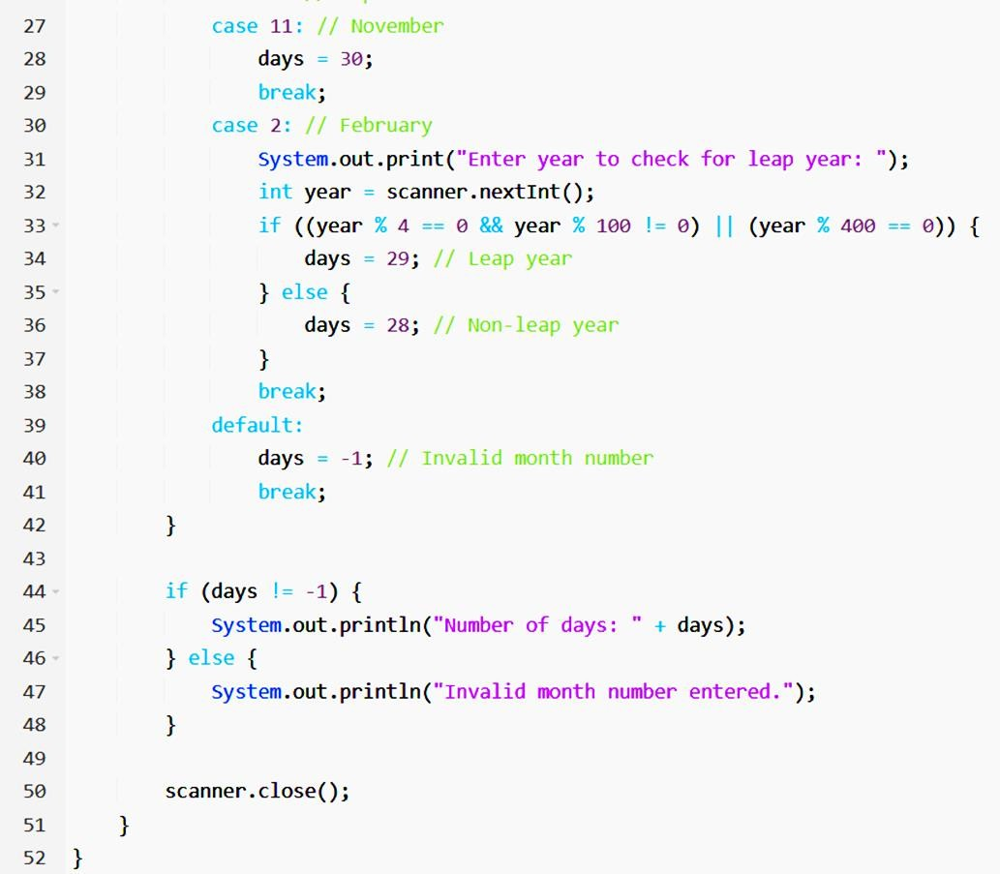 27 case 11: // November
28 days = 30;
29 break;
30 case 2: // February
31 System.out.print("Enter year to check for leap year: ");
32 int year = scanner.nextInt();
33 if ((year % 4 == 0 && year % 100 != 0) || (year % 400 == 0)) {
34 days = 29; // Leap year
35 } else {
36 days = 28; // Non-leap year
37 }
38 break;
39 default:
40 days = -1; // Invalid month number
41 break;
42 }
43
44 if (days != -1) {
45 System.out.println("Number of days: " + days);
46 } else {
47 System.out.println("Invalid month number entered.");
48 }
49
50 scanner.close();
51 }
52 }